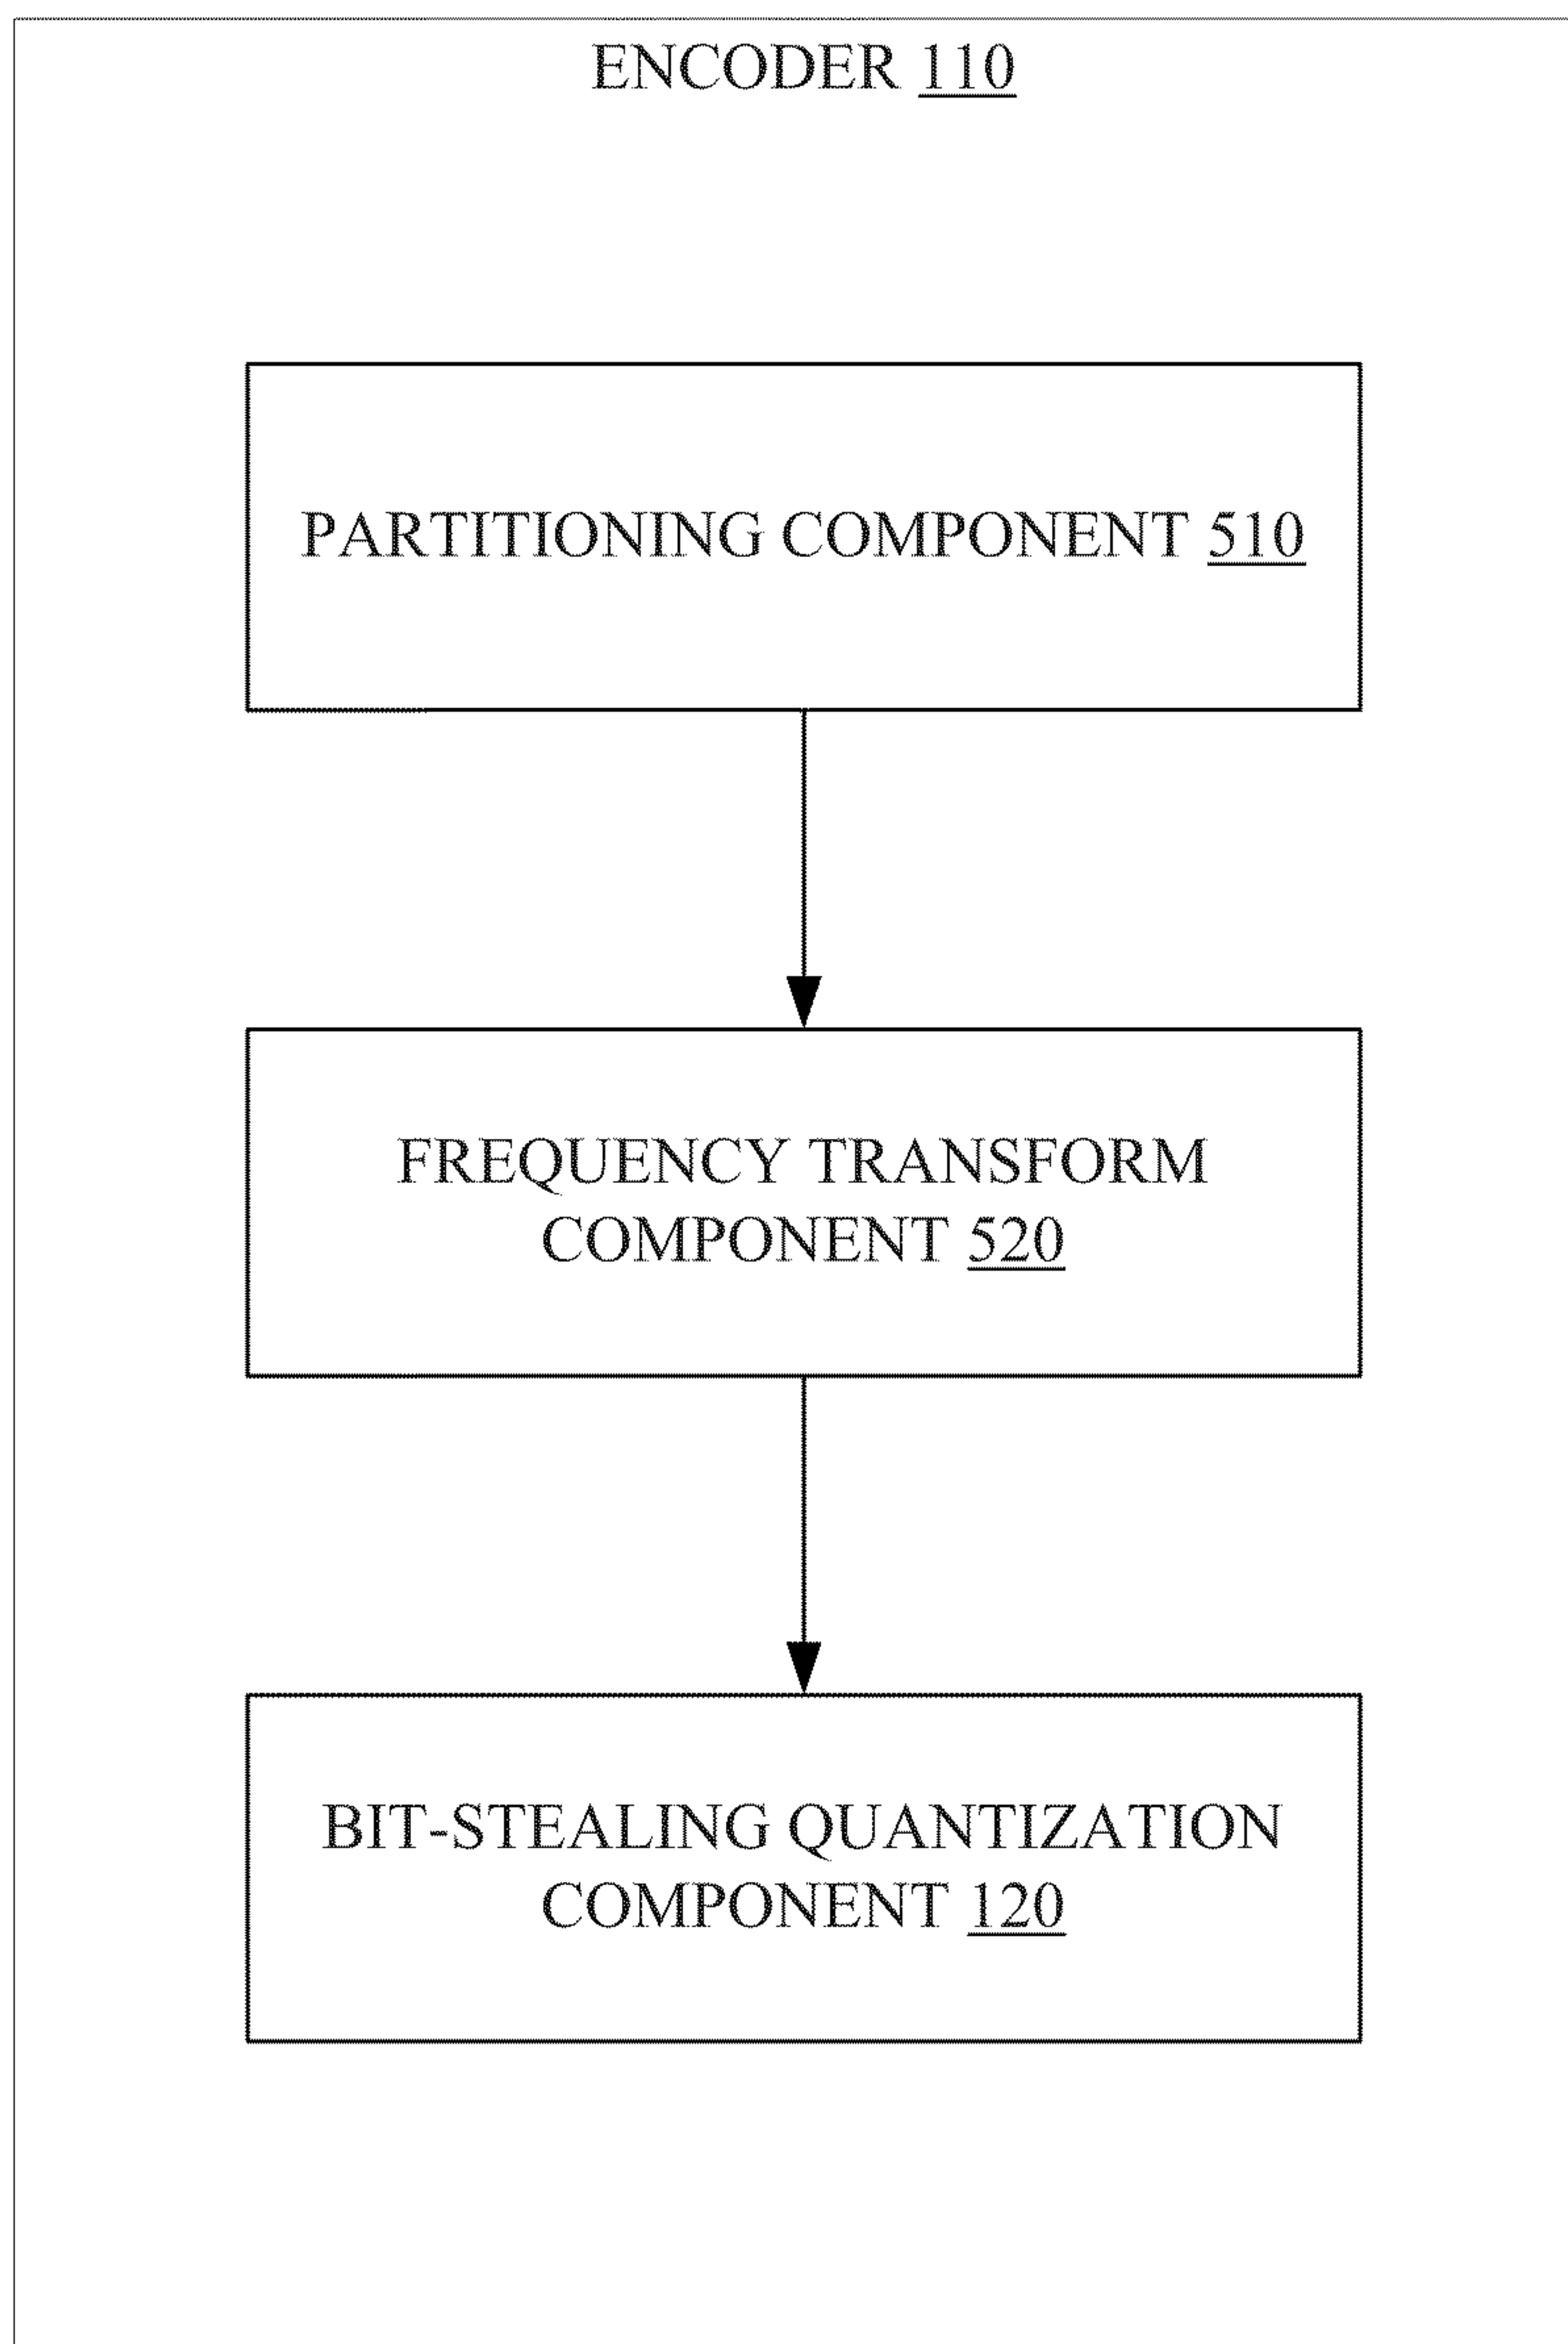 ENCODER 110
PARTITIONING COMPONENT 510
FREQUENCY TRANSFORM
COMPONENT 520
BIT-STEALING QUANTIZATION
COMPONENT 120